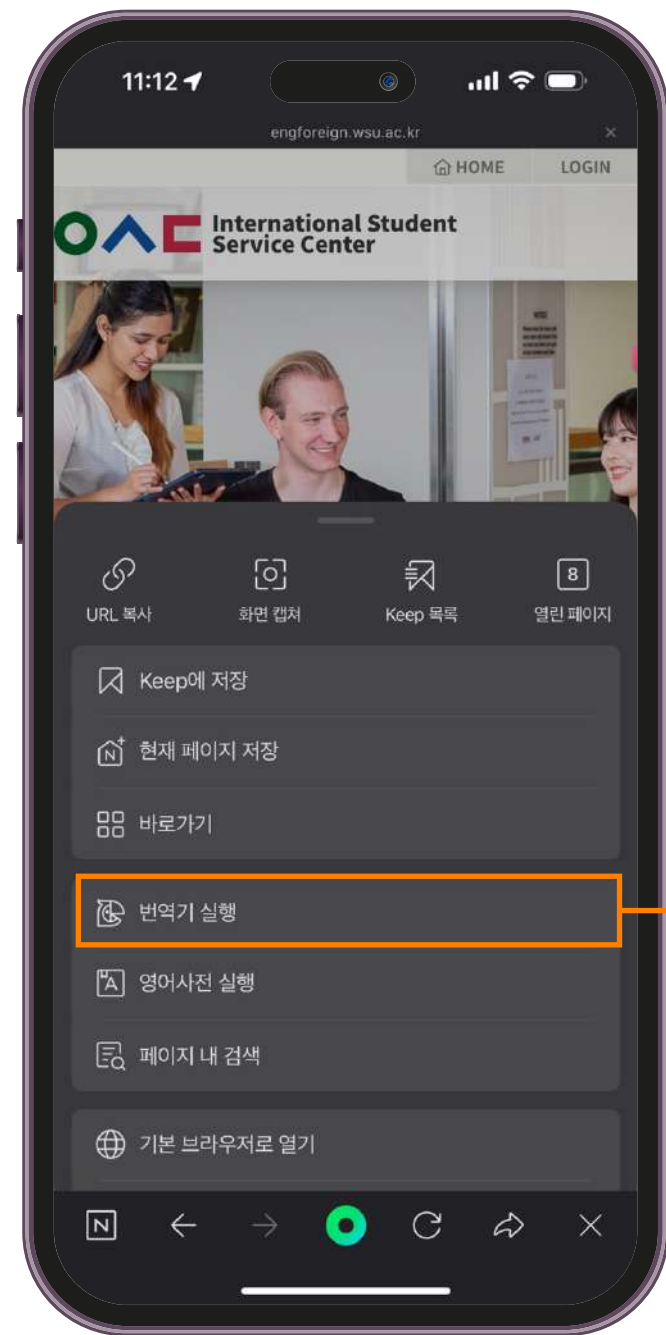 11:12
engforeign.wsu.ac.kr
HOME LOGIN
International Student
Service Center
NOTICE
URL 복사 화면 캡쳐 Keep 목록 8 열린 페이지
Keep에 저장
현재 페이지 저장
바로가기
번역기 실행
영어사전 실행
페이지 내 검색
기본 브라우저로 열기
N